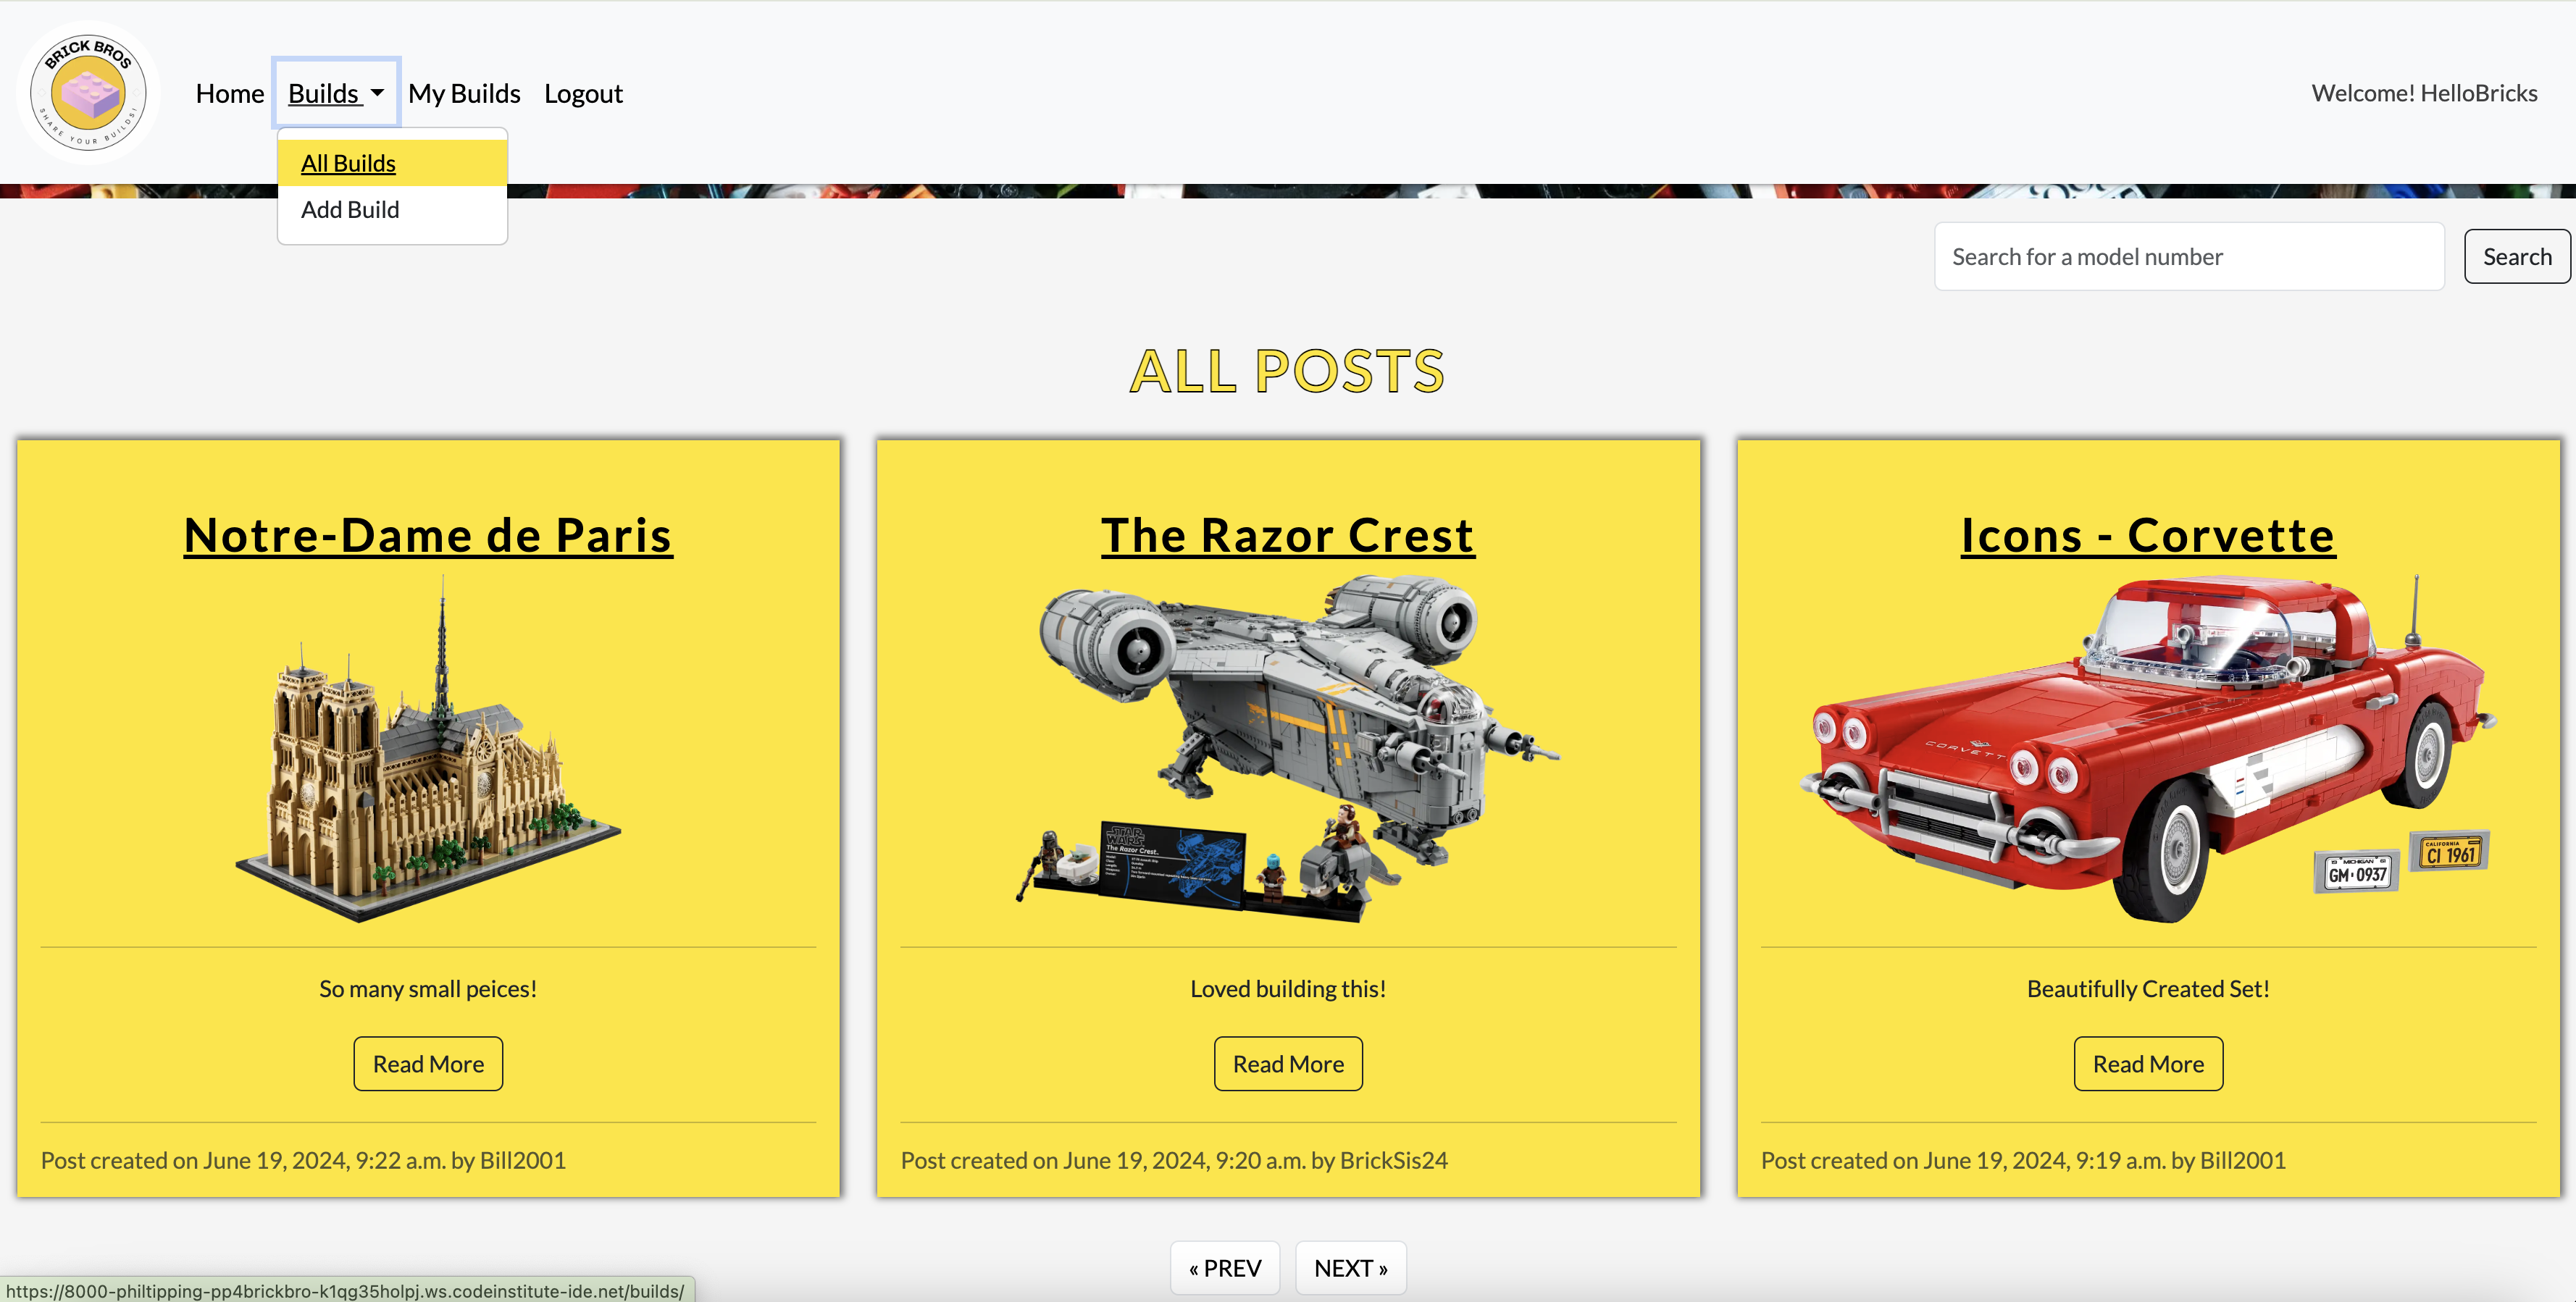 BRICK BROS
SHARE YOUR BUILDS!
Home Builds My Builds Logout
Welcome! HelloBricks
All Builds
Add Build
Search for a model number
Search
ALL POSTS
Notre-Dame de Paris
The Razor Crest
Icons - Corvette
STAR WARS
The Razor Crest
CORVETT
MICHIGAN
GM·0937
CALIFORNIA
CI 1961
So many small peices!
Loved building this!
Beautifully Created Set!
Read More
Read More
Read More
Post created on June 19, 2024, 9:22 a.m. by Bill2001
Post created on June 19, 2024, 9:20 a.m. by BrickSis24
Post created on June 19, 2024, 9:19 a.m. by Bill2001
« PREV NEXT »
https://8000-philtipping-pp4brickbro-k1qg35holpj.ws.codeinstitute-ide.net/builds/